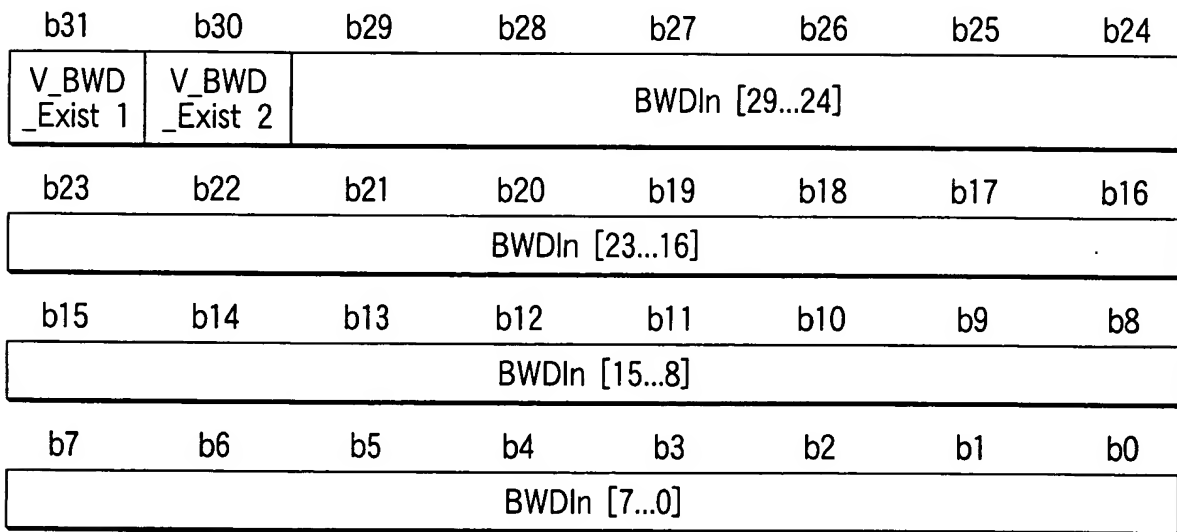 b31 b30 b29 b28 b27 b26 b25 b24
V_BWD _Exist 1 V_BWD _Exist 2 BWDIn [29...24]
b23 b22 b21 b20 b19 b18 b17 b16
BWDIn [23...16]
b15 b14 b13 b12 b11 b10 b9 b8
BWDIn [15...8]
b7 b6 b5 b4 b3 b2 b1 b0
BWDIn [7...0]